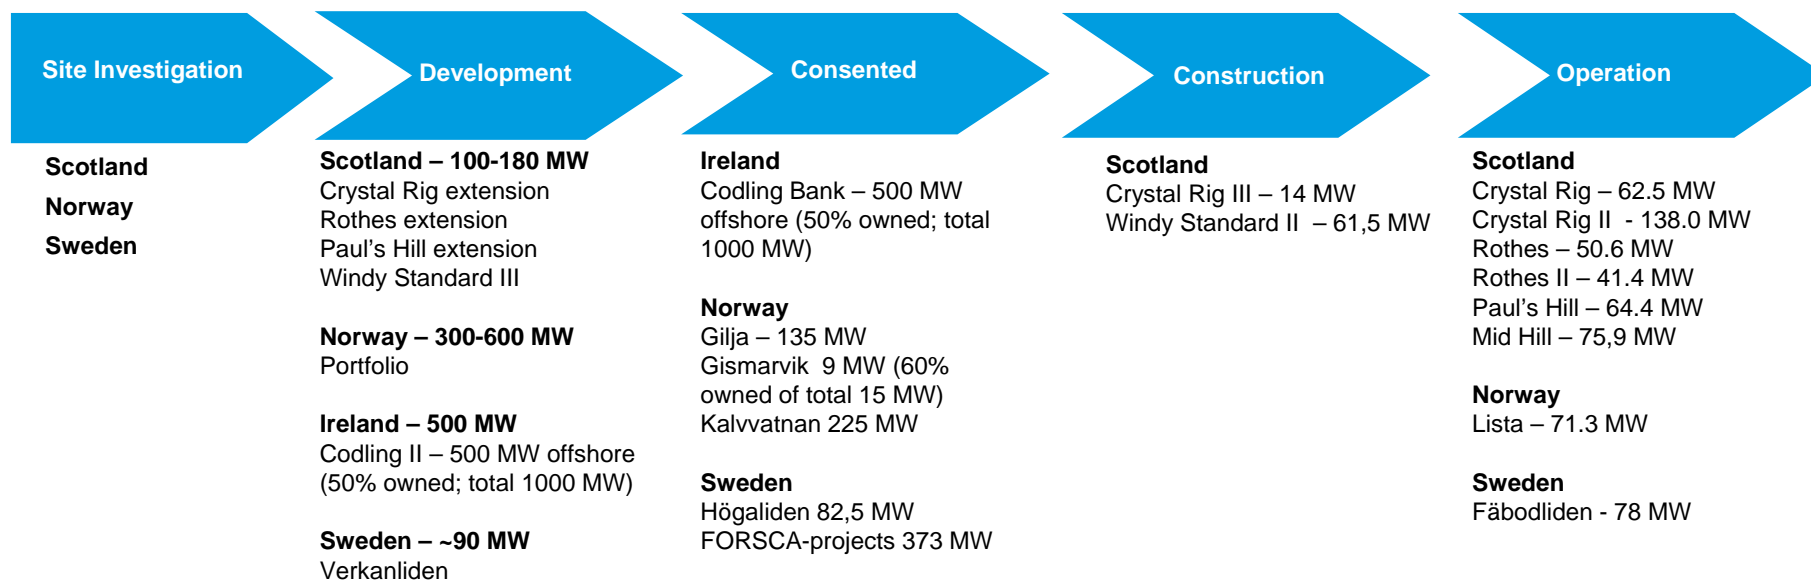 Site Investigation
Scotland
Norway
Sweden
Development
Scotland – 100-180 MW
Crystal Rig extension
Rothes extension
Paul's Hill extension
Windy Standard III
Norway – 300-600 MW
Portfolio
Ireland – 500 MW
Codling II – 500 MW offshore
(50% owned; total 1000 MW)
Sweden – ~90 MW
Verkanliden
Consented
Ireland
Codling Bank – 500 MW
offshore (50% owned; total
1000 MW)
Norway
Gilja – 135 MW
Gismarvik  9 MW (60%
owned of total 15 MW)
Kalvvatnan 225 MW
Sweden
Högaliden 82,5 MW
FORSCA-projects 373 MW
Construction
Scotland
Crystal Rig III – 14 MW
Windy Standard II  – 61,5 MW
Operation
Scotland
Crystal Rig – 62.5 MW
Crystal Rig II  - 138.0 MW
Rothes – 50.6 MW
Rothes II – 41.4 MW
Paul's Hill – 64.4 MW
Mid Hill – 75,9 MW
Norway
Lista – 71.3 MW
Sweden
Fäbodliden - 78 MW